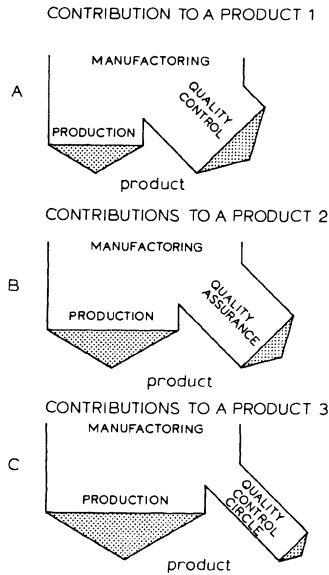 CONTRIBUTION TO A PRODUCT 1
A
MANUFACTORING
QUALITY
CONTROL
PRODUCTION
product
CONTRIBUTIONS TO A PRODUCT 2
MANUFACTORING
B
QUALITY
ASSURANCE
PRODUCTION
product
CONTRIBUTIONS TO A PRODUCT 3
MANUFACTORING
C
QUALITY
CONTROL
CIRCLE
PRODUCTION
product